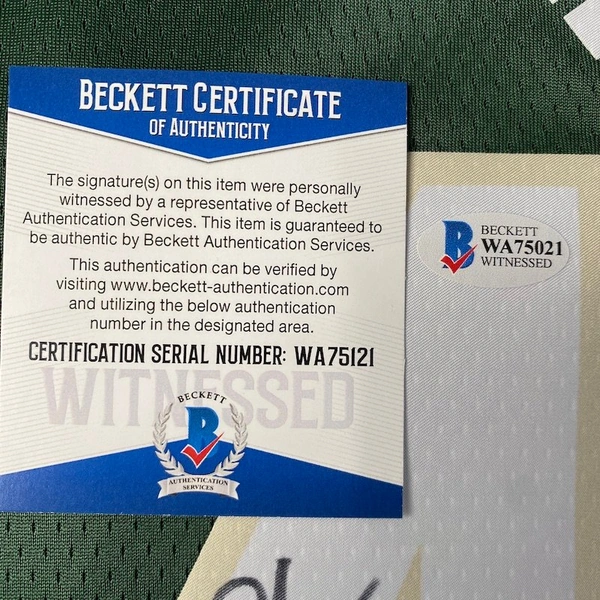 BECKETT CERTIFICATE
OF AUTHENTICITY
The signature(s) on this item were personally
witnessed by a representative of Beckett
Authentication Services. This item is guaranteed to
be authentic by Beckett Authentication Services.
This authentication can be verified by
visiting www.beckett-authentication.com
and utilizing the below authentication
number in the designated area.
CERTIFICATION SERIAL NUMBER: WA75121
WITNESSED
BECKETT
B
AUTHENTICATION
SERVICES
B
BECKETT
WA75021
WITNESSED